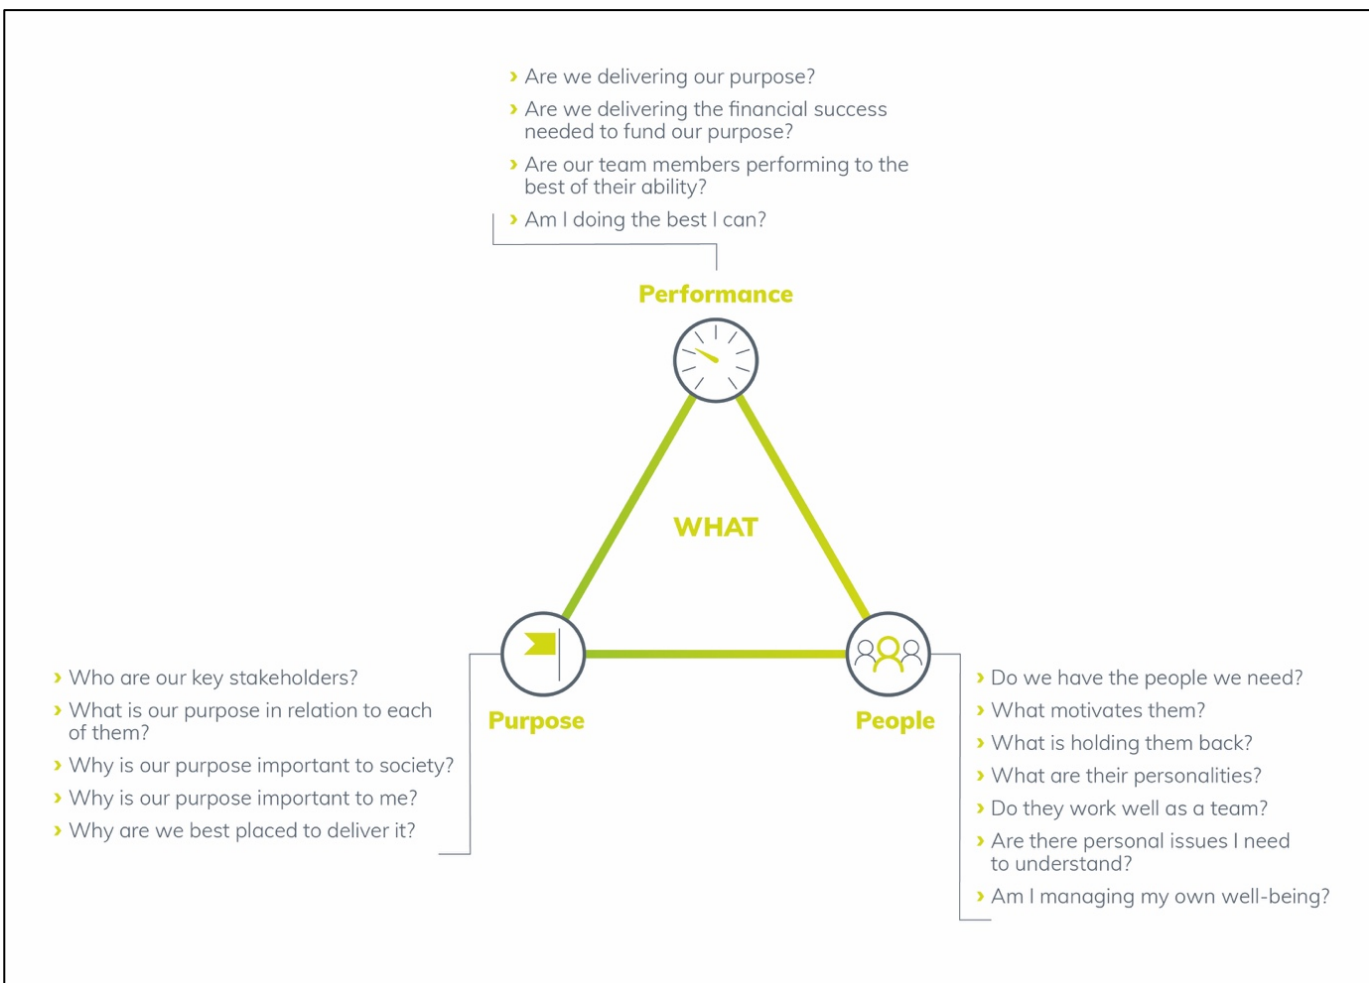 › Are we delivering our purpose?
› Are we delivering the financial success
needed to fund our purpose?
› Are our team members performing to the
best of their ability?
› Am I doing the best I can?
Performance
WHAT
Purpose
› Who are our key stakeholders?
› What is our purpose in relation to each
of them?
› Why is our purpose important to society?
› Why is our purpose important to me?
› Why are we best placed to deliver it?
People
› Do we have the people we need?
› What motivates them?
› What is holding them back?
› What are their personalities?
› Do they work well as a team?
› Are there personal issues I need
to understand?
› Am I managing my own well-being?